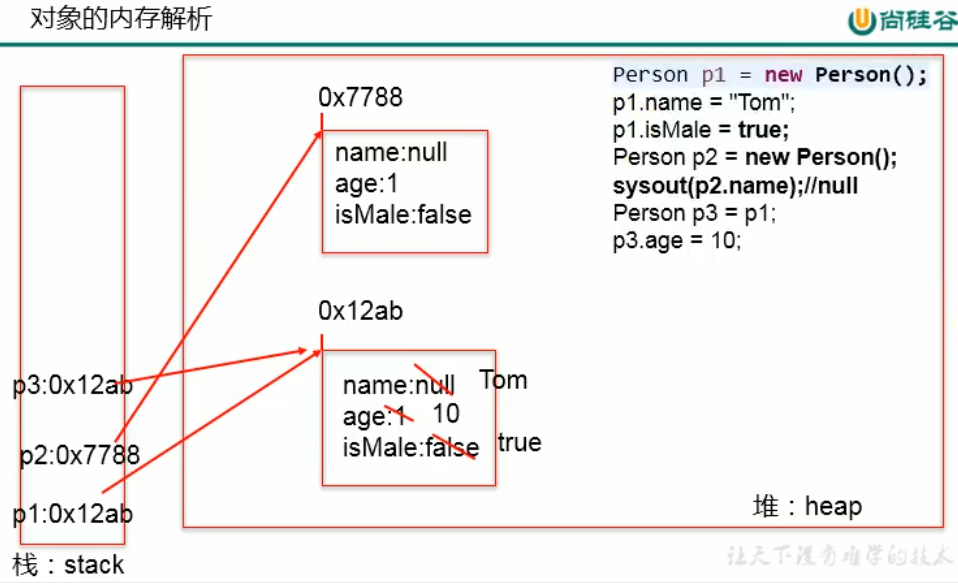 对象的内存解析
尚硅谷
Person p1 = new Person();
p1.name = "Tom";
p1.isMale = true;
Person p2 = new Person();
sysout(p2.name);//null
Person p3 = p1;
p3.age = 10;
0x7788
name:null
age:1
isMale:false
0x12ab
name:null Tom
age:1 10
isMale:false true
p3:0x12ab
p2:0x7788
p1:0x12ab
栈：stack
堆：heap
让天下没有难学的技术